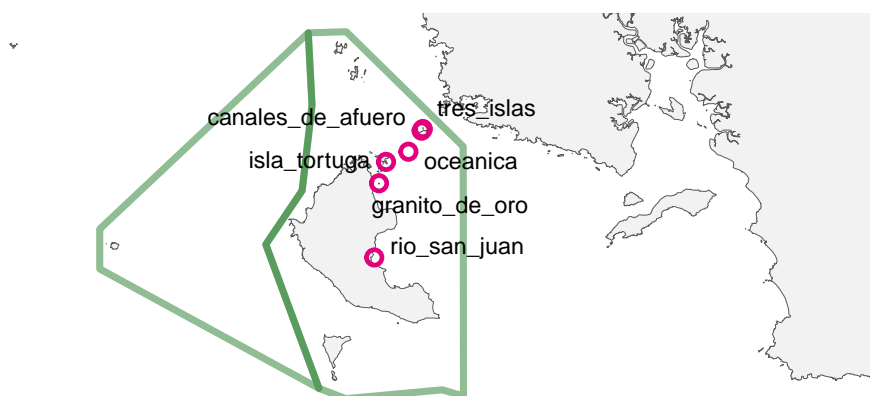 tres_islas
canales_de_afuero
isla_tortuga
oceanica
granito_de_oro
rio_san_juan